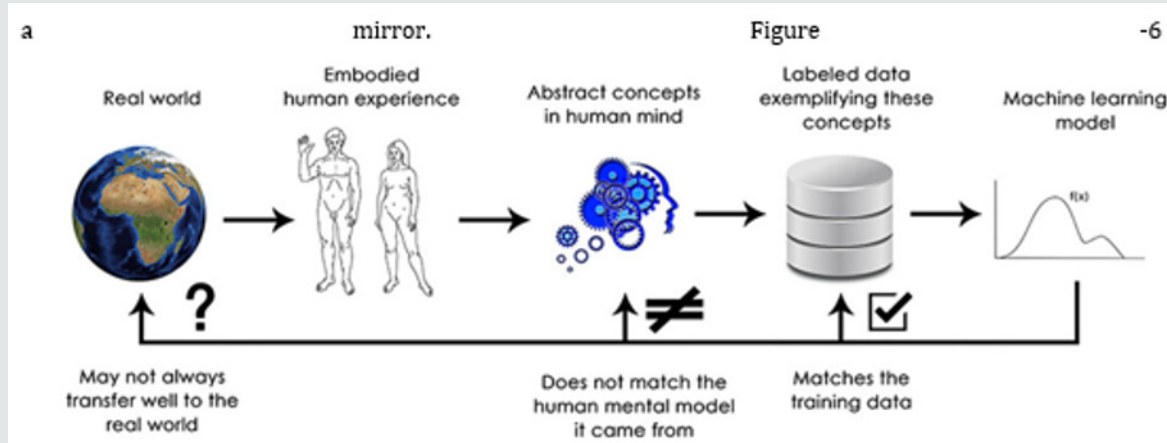 a mirror. Figure -6
Real world
Embodied
human experience
Abstract concepts
in human mind
Labeled data
exemplifying these
concepts
Machine learning
model
f(x)
?
≠
May not always
transfer well to the
real world
Does not match the
human mental model
it came from
Matches the
training data